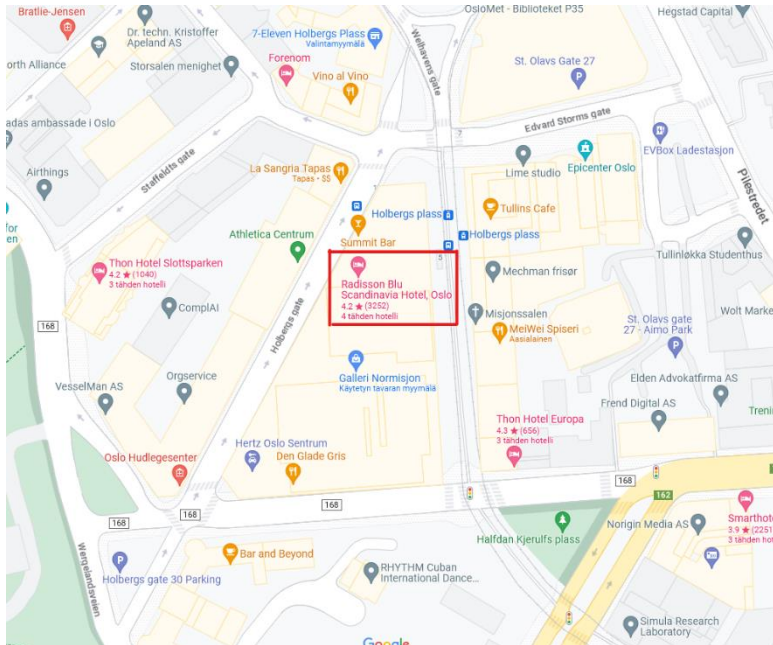 Bratlie-Jensen
OsloMet - Biblioteket P35
Hegstad Capital
Dr. techn. Kristoffer
Apeland AS
7-Eleven Holbergs Plass
Valintamyymälä
Welhavens gate
orth Alliance
Storsalen menighet
Forenom
Vino al Vino
St. Olavs Gate 27
adas ambassade i Oslo
Edvard Storms gate
EVBox Ladestasjon
Pilestredet
Airthings
Staffeldts gate
La Sangria Tapas
Tapas • $$
Lime studio
Epicenter Oslo
for
en
Holbergs plass
Tullins Cafe
Summit Bar
Holbergs plass
Athletica Centrum
Tullinløkka Studenthus
Thon Hotel Slottsparken
4.2 ★ (1040)
3 tähden hotelli
Radisson Blu
Scandinavia Hotel, Oslo
4.2 ★ (3252)
4 tähden hotelli
5
Mechman frisør
ComplAI
Misjonssalen
St. Olavs gate
27 - Aimo Park
Wolt Marke
168
Holbergs gate
MeiWei Spiseri
Aasialainen
VesselMan AS
Orgservice
Galleri Normisjon
Käytetyn tavaran myymälä
Elden Advokatfirma AS
Frend Digital AS
Trenin
Thon Hotel Europa
4.3 ★ (656)
3 tähden hotelli
Oslo Hudlegesenter
Hertz Oslo Sentrum
Den Glade Gris
168
168
168
162
Smarthote
3.9 ★ (2251)
3 tähden hot
Norigin Media AS
Halfdan Kjerulfs plass
Wergelandsveien
Holbergs gate 30 Parking
Bar and Beyond
RHYTHM Cuban
International Dance...
Simula Research
Laboratory
Google